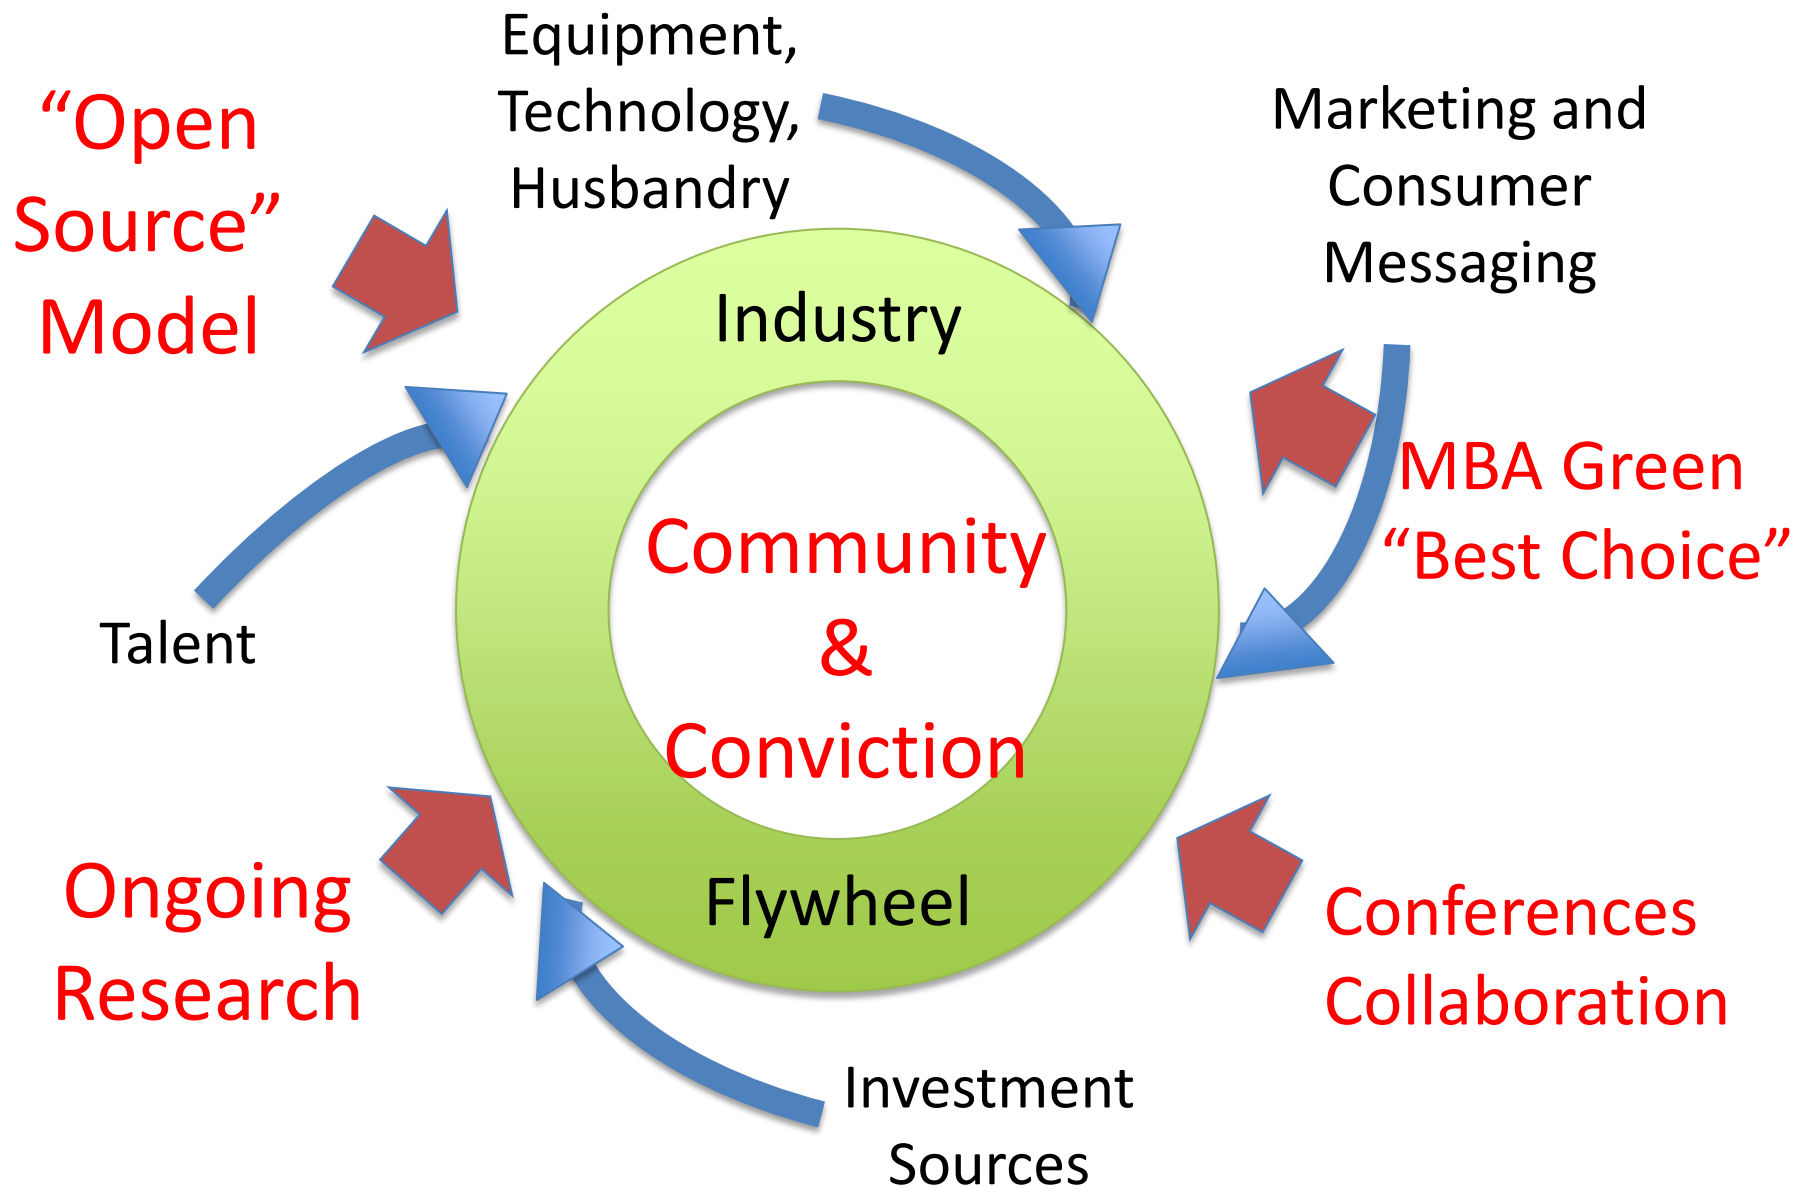 Equipment,
Technology,
Husbandry
“Open
Source”
Model
Marketing and
Consumer
Messaging
Industry
MBA Green
“Best Choice”
Community
&
Conviction
Talent
Flywheel
Ongoing
Research
Conferences
Collaboration
Investment
Sources